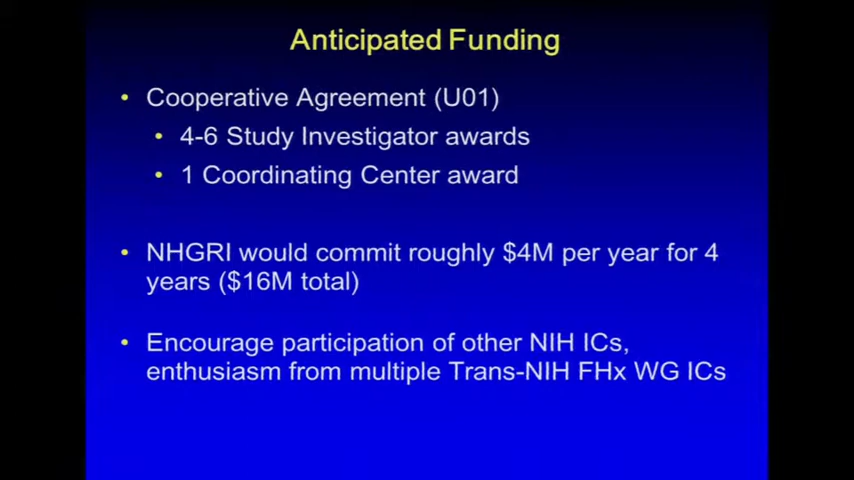 Anticipated Funding
• Cooperative Agreement (U01)
• 4-6 Study Investigator awards
• 1 Coordinating Center award
• NHGRI would commit roughly $4M per year for 4
years ($16M total)
• Encourage participation of other NIH ICs,
enthusiasm from multiple Trans-NIH FHx WG ICs